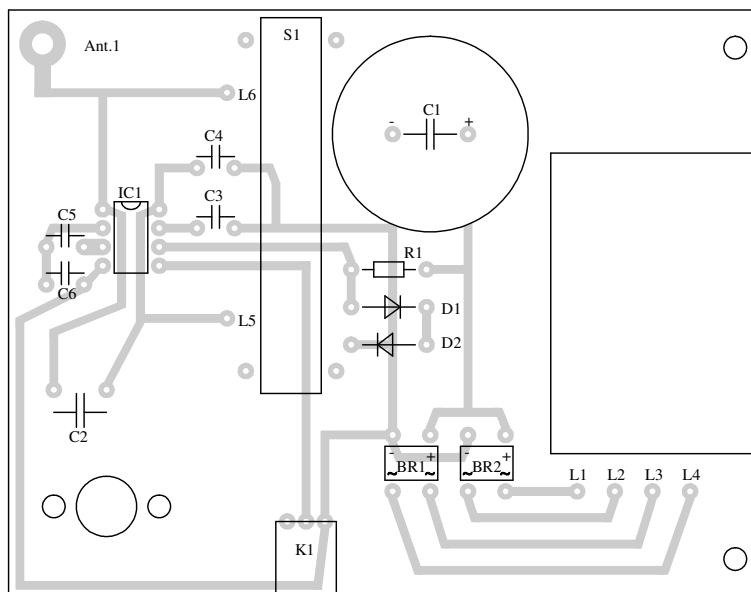 S1
Ant.1
L6
C1
- +
C4
IC1
C3
C5
R1
C6
D1
L5
D2
C2
- + - +
~BR1~ ~BR2~
L1 L2 L3 L4
K1